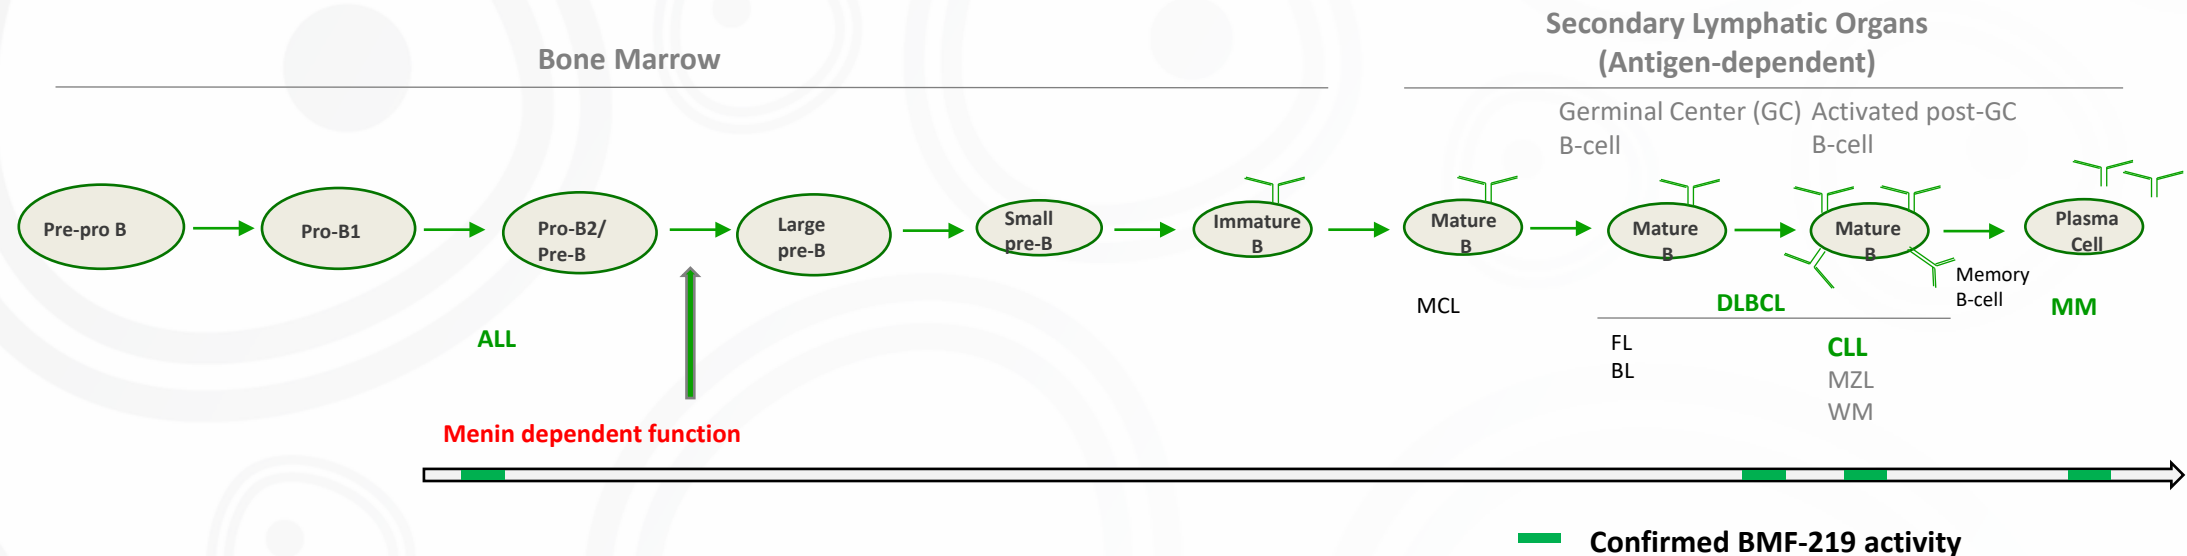 Bone Marrow
Secondary Lymphatic Organs
(Antigen-dependent)
Germinal Center (GC)
B-cell
Activated post-GC
B-cell
Pre-pro B
Pro-B1
Pro-B2/
Pre-B
Large
pre-B
Small
pre-B
Immature
B
Mature
B
Mature
B
Mature
B
Plasma
Cell
Memory
B-cell
ALL
MCL
DLBCL
MM
FL
BL
CLL
MZL
WM
Menin dependent function
Confirmed BMF-219 activity